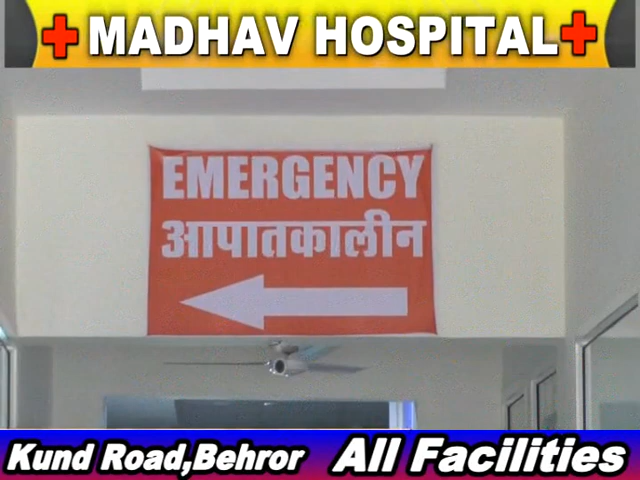 MADHAV HOSPITAL
EMERGENCY
आपातकालीन
Kund Road,Behror All Facilities